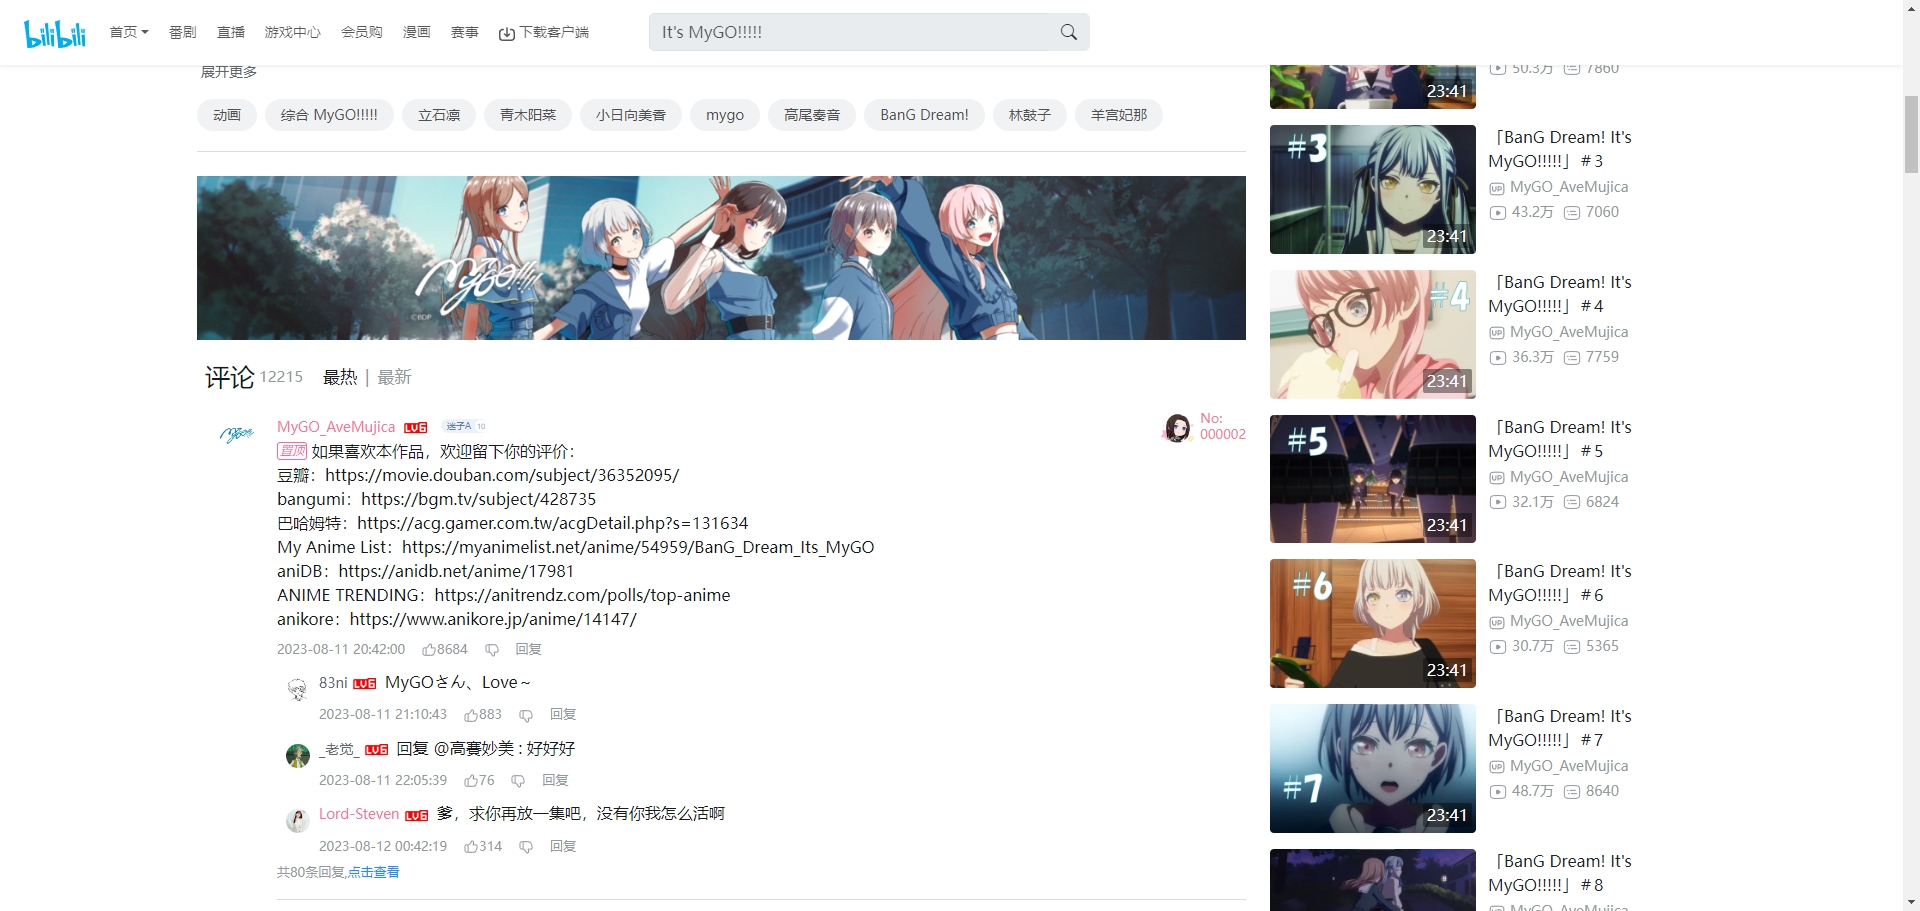 bilibili 首页 番剧 直播 游戏中心 会员购 漫画 赛事 下载客户端 It's MyGO!!!!!
展开更多
动画 综合 MyGO!!!!! 立石凛 青木阳菜 小日向美香 mygo 高尾奏音 BanG Dream! 林鼓子 羊宫妃那
MyGO!!!!!
©BDP
评论 12215 最热 | 最新
MyGO_AveMujica LV6 迷子A 10
No:
000002
置顶 如果喜欢本作品，欢迎留下你的评价：
豆瓣：https://movie.douban.com/subject/36352095/
bangumi：https://bgm.tv/subject/428735
巴哈姆特：https://acg.gamer.com.tw/acgDetail.php?s=131634
My Anime List：https://myanimelist.net/anime/54959/BanG_Dream_Its_MyGO
aniDB：https://anidb.net/anime/17981
ANIME TRENDING：https://anitrendz.com/polls/top-anime
anikore：https://www.anikore.jp/anime/14147/
2023-08-11 20:42:00 8684 回复
83ni LV6 MyGOさん、Love～
2023-08-11 21:10:43 883 回复
_老觉_ LV6 回复 @高赛妙美 : 好好好
2023-08-11 22:05:39 76 回复
Lord-Steven LV6 爹，求你再放一集吧，没有你我怎么活啊
2023-08-12 00:42:19 314 回复
共80条回复,点击查看
23:41
50.3万 7860
#3
23:41
「BanG Dream! It's
MyGO!!!!!」＃3
UP MyGO_AveMujica
43.2万 7060
#4
23:41
「BanG Dream! It's
MyGO!!!!!」＃4
UP MyGO_AveMujica
36.3万 7759
#5
23:41
「BanG Dream! It's
MyGO!!!!!」＃5
UP MyGO_AveMujica
32.1万 6824
#6
23:41
「BanG Dream! It's
MyGO!!!!!」＃6
UP MyGO_AveMujica
30.7万 5365
#7
23:41
「BanG Dream! It's
MyGO!!!!!」＃7
UP MyGO_AveMujica
48.7万 8640
「BanG Dream! It's
MyGO!!!!!」＃8
UP MyGO_AveMujica